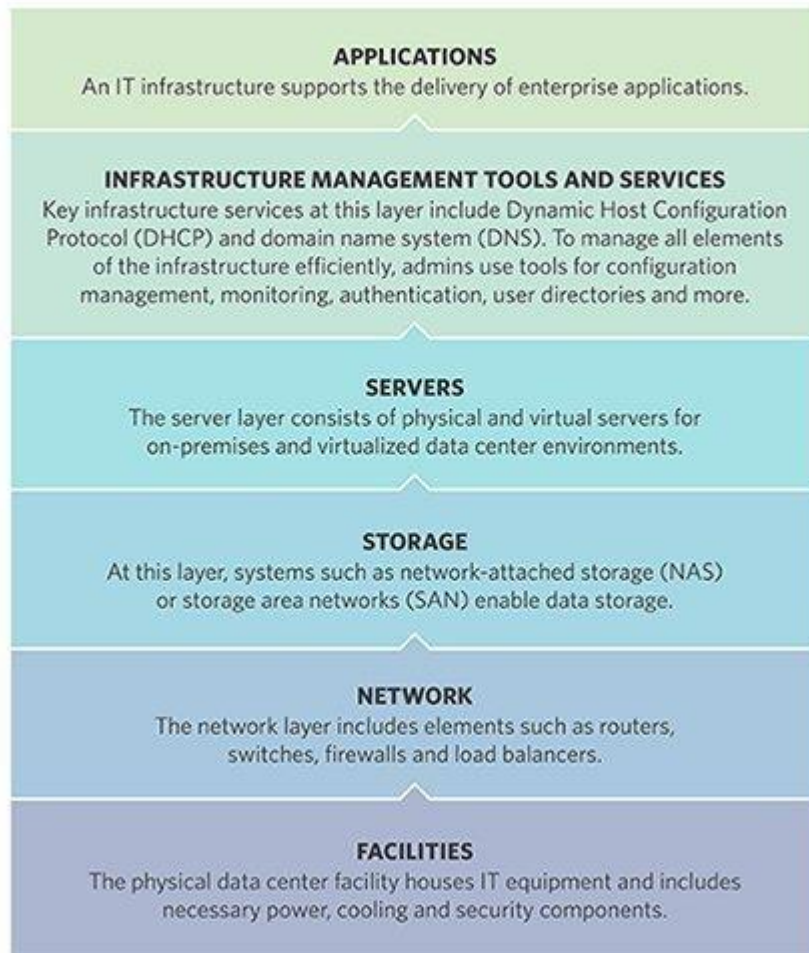 APPLICATIONS
An IT infrastructure supports the delivery of enterprise applications.
INFRASTRUCTURE MANAGEMENT TOOLS AND SERVICES
Key infrastructure services at this layer include Dynamic Host Configuration
Protocol (DHCP) and domain name system (DNS). To manage all elements
of the infrastructure efficiently, admins use tools for configuration
management, monitoring, authentication, user directories and more.
SERVERS
The server layer consists of physical and virtual servers for
on-premises and virtualized data center environments.
STORAGE
At this layer, systems such as network-attached storage (NAS)
or storage area networks (SAN) enable data storage.
NETWORK
The network layer includes elements such as routers,
switches, firewalls and load balancers.
FACILITIES
The physical data center facility houses IT equipment and includes
necessary power, cooling and security components.